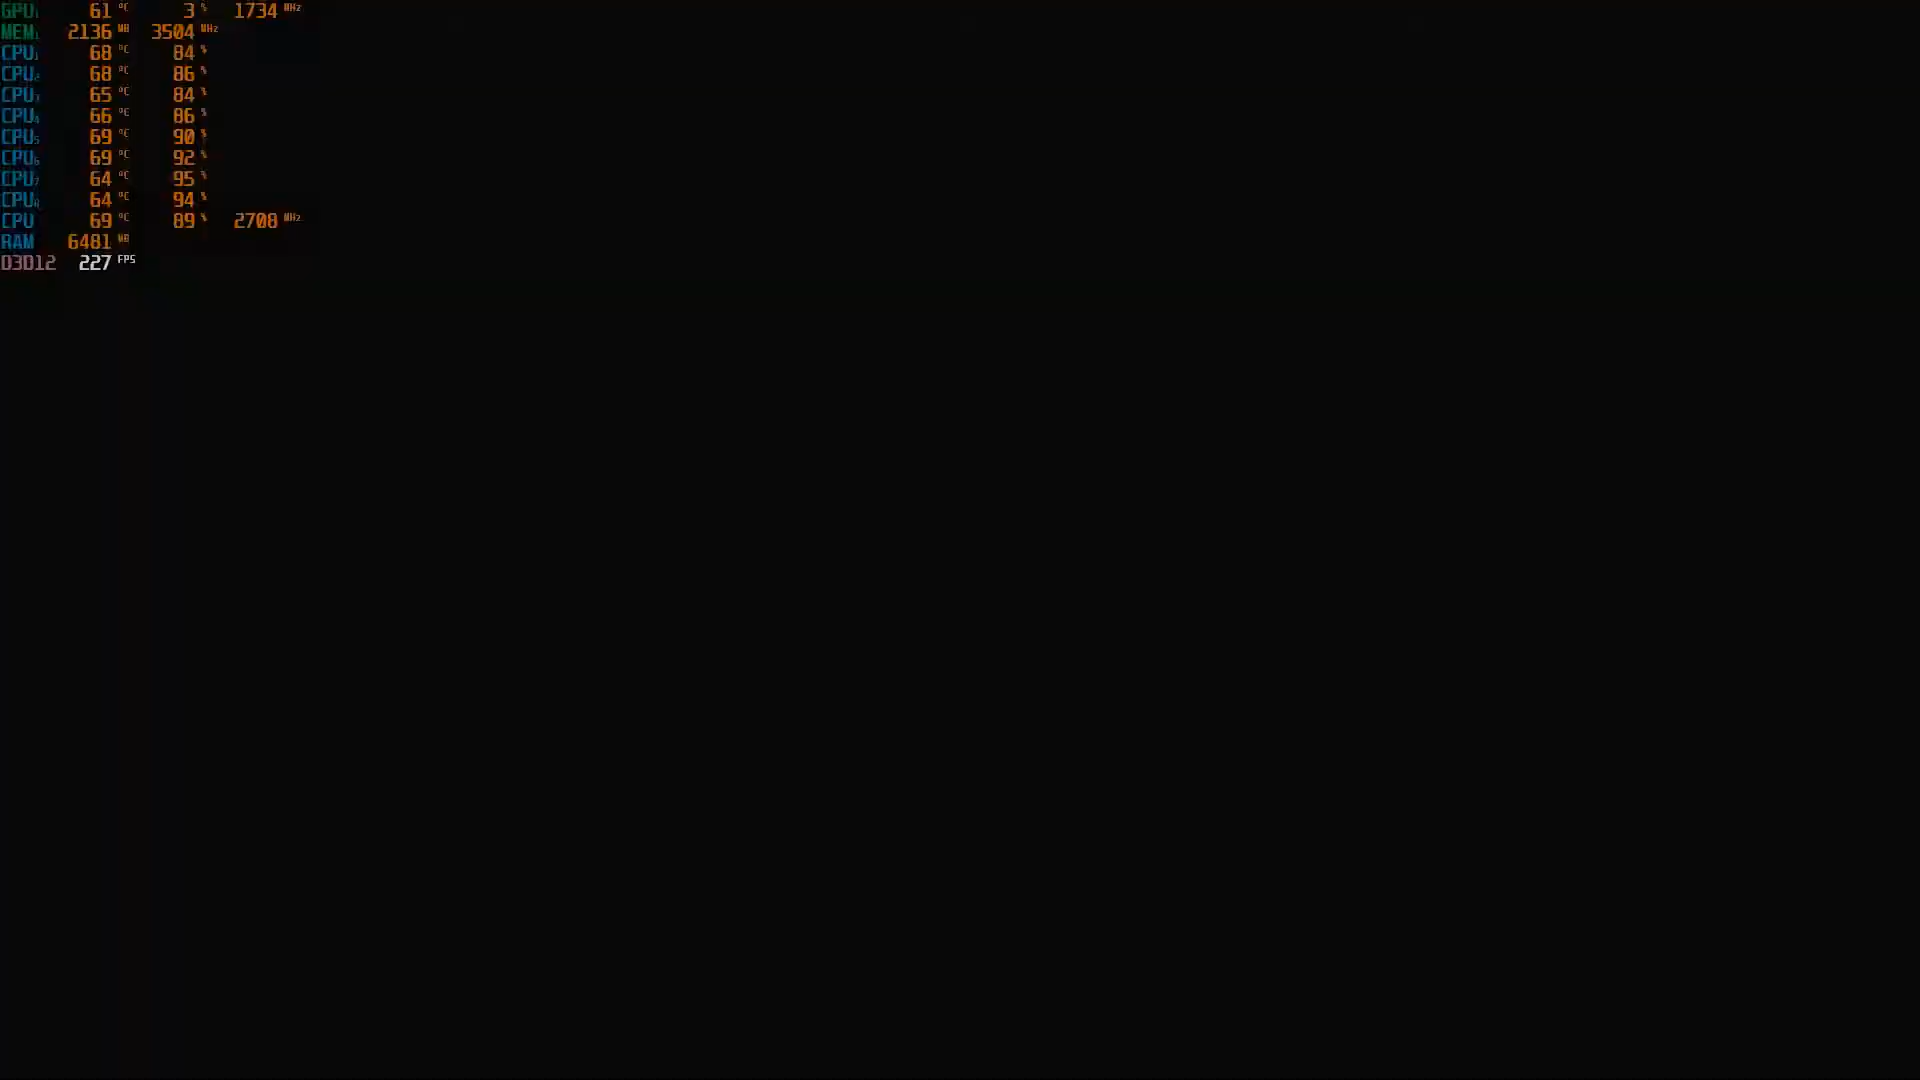 GPU1 61 °C 3 % 1734 MHz
MEM1 2136 MB 3504 MHz
CPU1 68 °C 84 %
CPU2 68 °C 86 %
CPU3 65 °C 84 %
CPU4 66 °C 86 %
CPU5 69 °C 90 %
CPU6 69 °C 92 %
CPU7 64 °C 95 %
CPU8 64 °C 94 %
CPU 69 °C 89 % 2708 MHz
RAM 6481 MB
D3D12 227 FPS